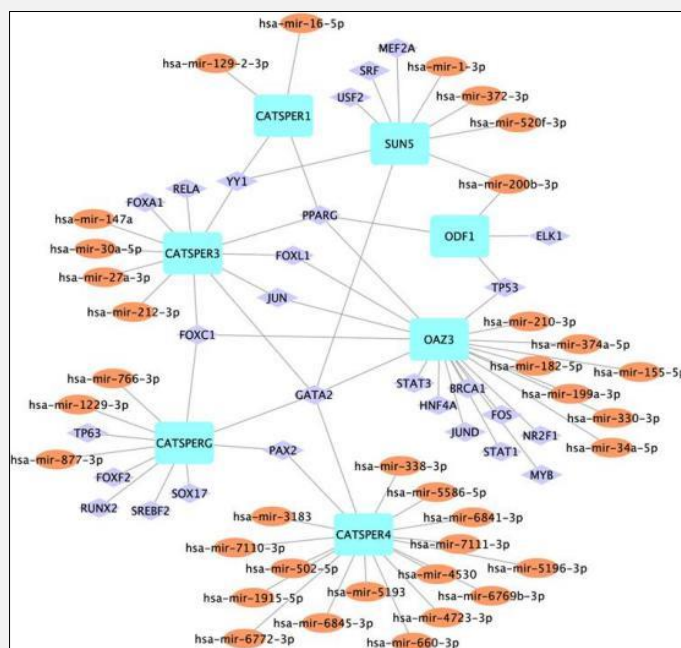 hsa-mir-16-5p
MEF2A
hsa-mir-129-2-3p
SRF
hsa-mir-1-3p
USF2
hsa-mir-372-3p
CATSPER1
hsa-mir-520f-3p
SUN5
YY1
hsa-mir-200b-3p
RELA
FOXA1
PPARG
hsa-mir-147a
ODF1
ELK1
hsa-mir-30a-5p
CATSPER3
FOXL1
hsa-mir-27a-3p
TP53
JUN
hsa-mir-212-3p
hsa-mir-210-3p
FOXC1
OAZ3
hsa-mir-374a-5p
hsa-mir-182-5p
hsa-mir-155-5p
hsa-mir-766-3p
STAT3
BRCA1
GATA2
hsa-mir-199a-3p
hsa-mir-1229-3p
HNF4A
FOS
hsa-mir-330-3p
TP63
JUND
NR2F1
CATSPERG
PAX2
hsa-mir-34a-5p
hsa-mir-877-3p
STAT1
hsa-mir-338-3p
FOXF2
MYB
SOX17
hsa-mir-5586-5p
RUNX2
SREBF2
hsa-mir-3183
hsa-mir-6841-3p
CATSPER4
hsa-mir-7110-3p
hsa-mir-7111-3p
hsa-mir-502-5p
hsa-mir-5196-3p
hsa-mir-4530
hsa-mir-5193
hsa-mir-1915-5p
hsa-mir-6769b-3p
hsa-mir-4723-3p
hsa-mir-6845-3p
hsa-mir-6772-3p
hsa-mir-660-3p